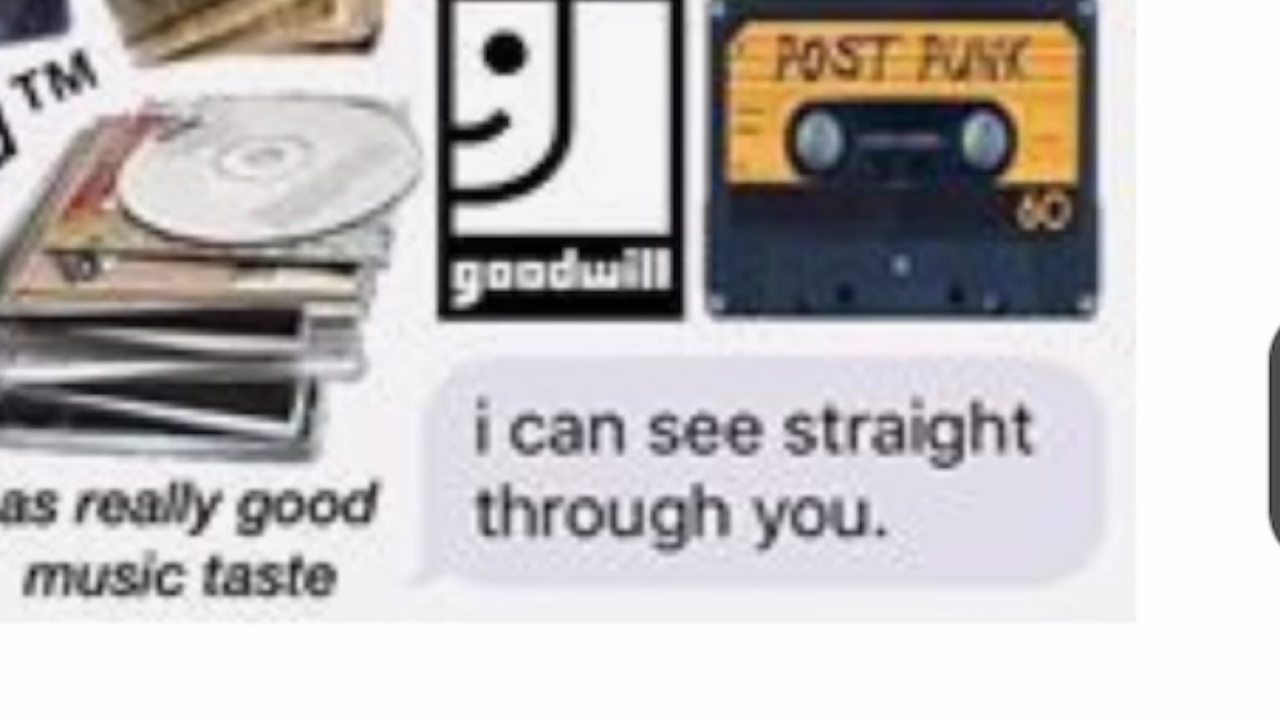 TM
POST PUNK
60
goodwill
as really good
music taste
i can see straight
through you.